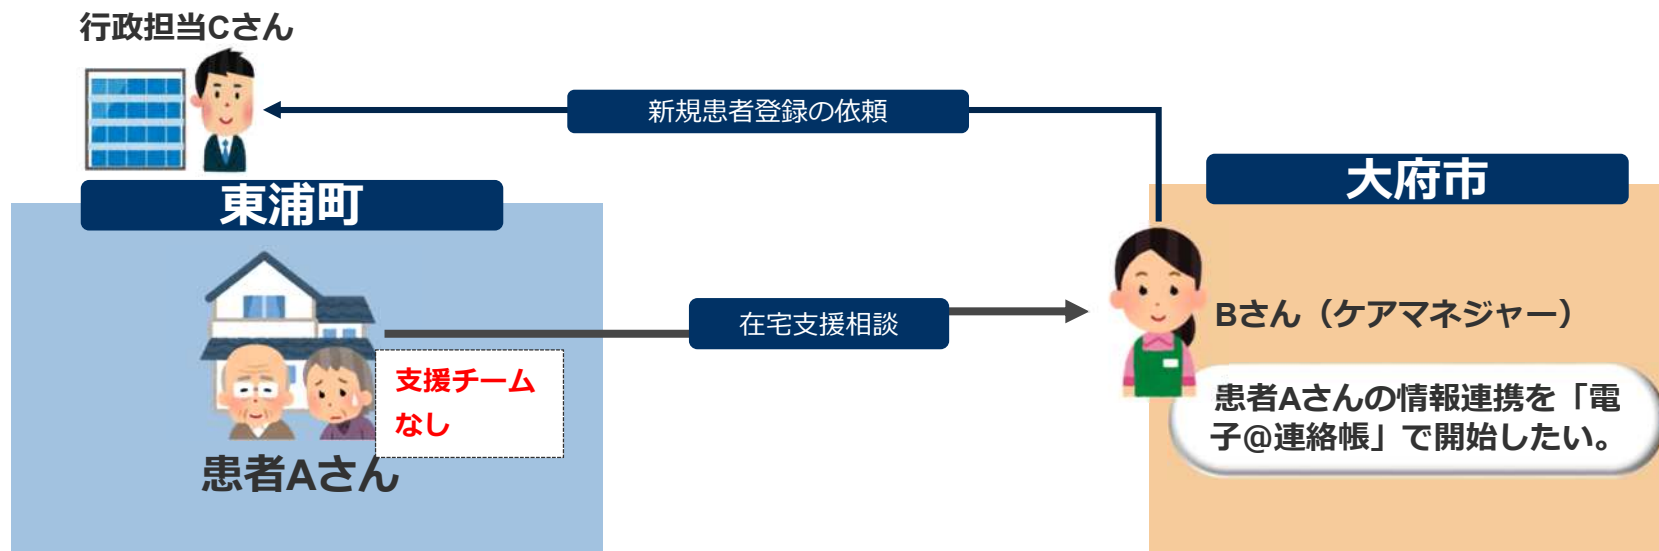 行政担当Cさん
新規患者登録の依頼
東浦町
大府市
在宅支援相談
Bさん（ケアマネジャー）
支援チーム
なし
患者Aさん
患者Aさんの情報連携を「電
子@連絡帳」で開始したい。